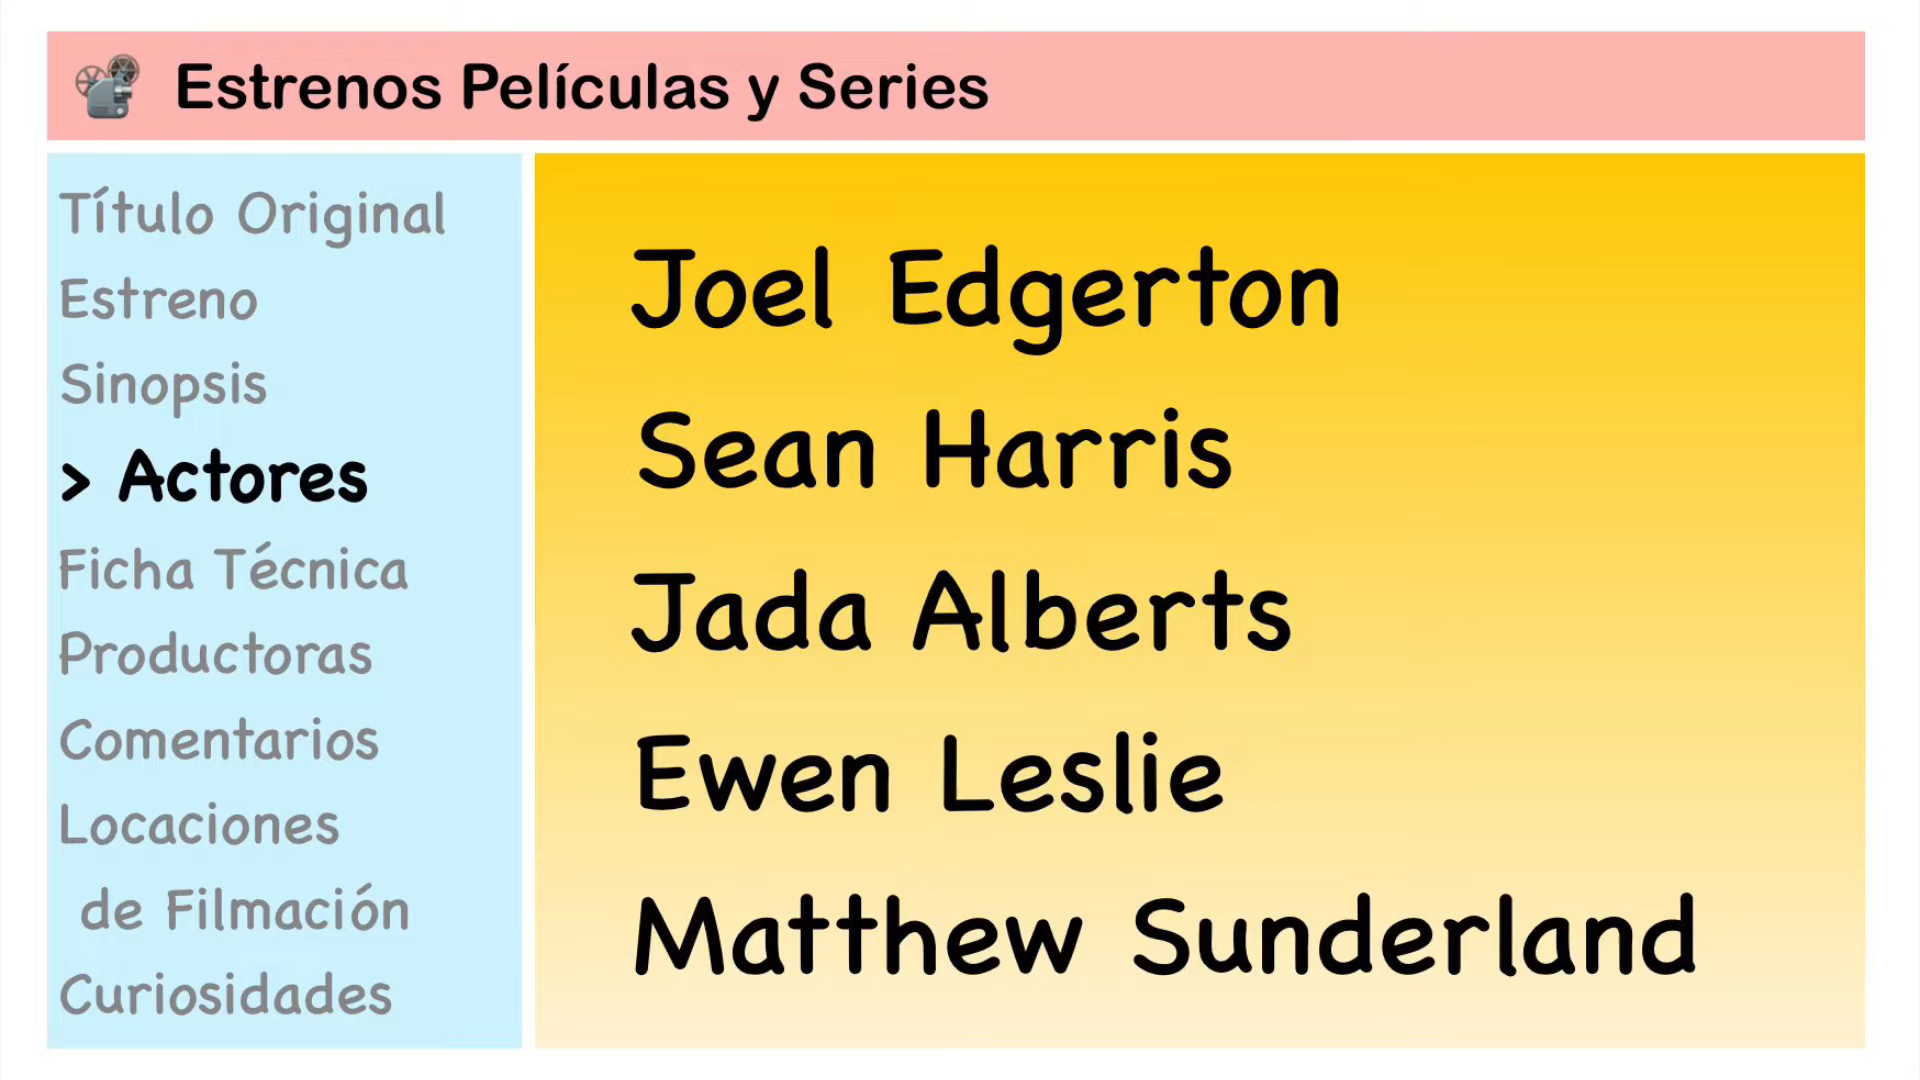 Estrenos Películas y Series
Título Original
Estreno
Sinopsis
> Actores
Ficha Técnica
Productoras
Comentarios
Locaciones
de Filmación
Curiosidades
Joel Edgerton
Sean Harris
Jada Alberts
Ewen Leslie
Matthew Sunderland